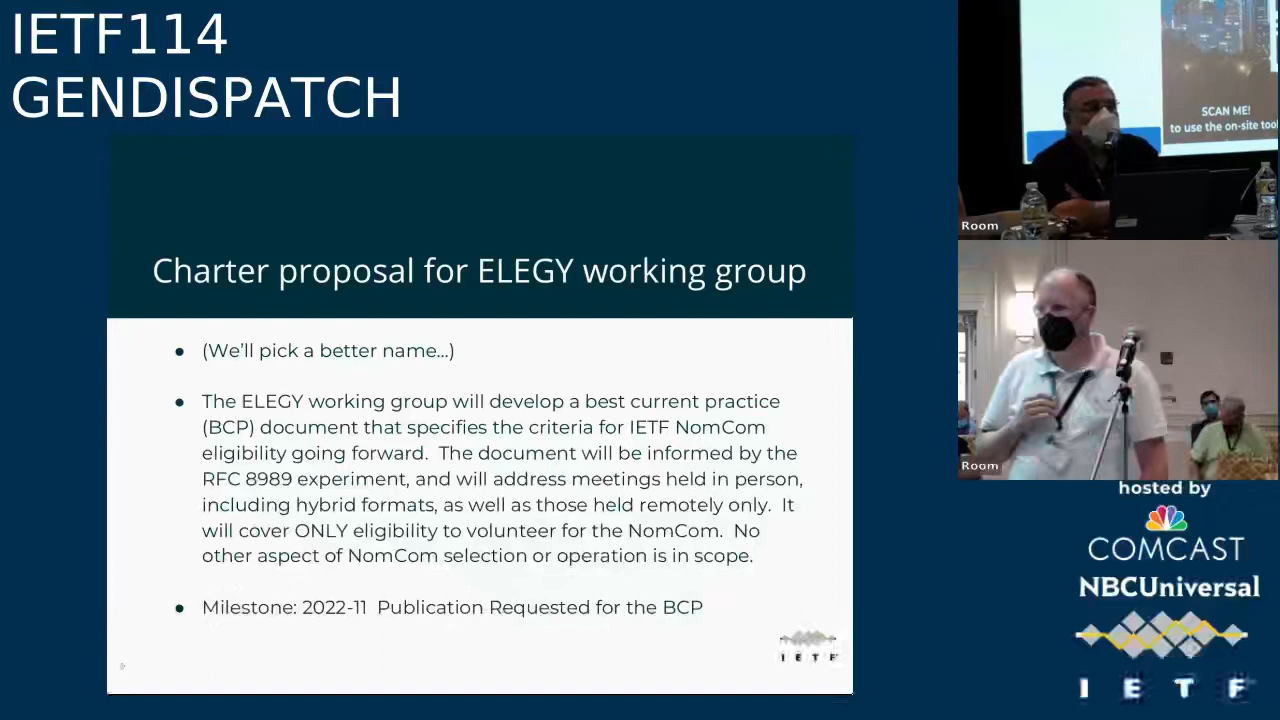 IETF114
GENDISPATCH
Charter proposal for ELEGY working group
(We'll pick a better name...)
The ELEGY working group will develop a best current practice
(BCP) document that specifies the criteria for IETF NomCom
eligibility going forward.  The document will be informed by the
RFC 8989 experiment, and will address meetings held in person,
including hybrid formats, as well as those held remotely only.  It
will cover ONLY eligibility to volunteer for the NomCom.  No
other aspect of NomCom selection or operation is in scope.
Milestone: 2022-11  Publication Requested for the BCP
I E T F
SCAN ME!
to use the on-site tool
Room
Room
hosted by
COMCAST
NBCUniversal
I E T F